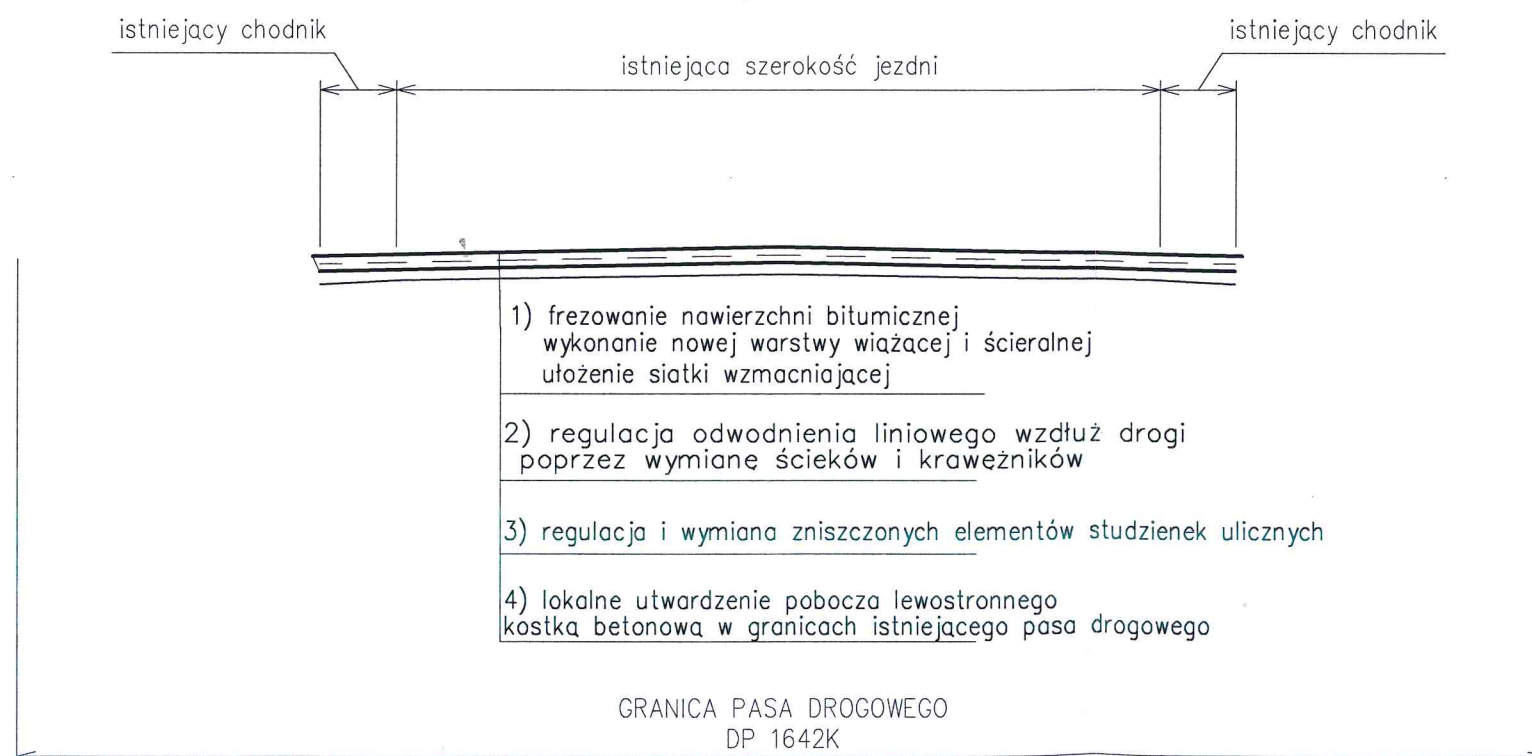 istniejący chodnik
istniejący chodnik
istniejąca szerokość jezdni
1) frezowanie nawierzchni bitumicznej
wykonanie nowej warstwy wiążącej i ścieralnej
ułożenie siatki wzmacniającej
2) regulacja odwodnienia liniowego wzdłuż drogi
poprzez wymianę ścieków i krawężników
3) regulacja i wymiana zniszczonych elementów studzienek ulicznych
4) lokalne utwardzenie pobocza lewostronnego
kostką betonową w granicach istniejącego pasa drogowego
GRANICA PASA DROGOWEGO
DP 1642K